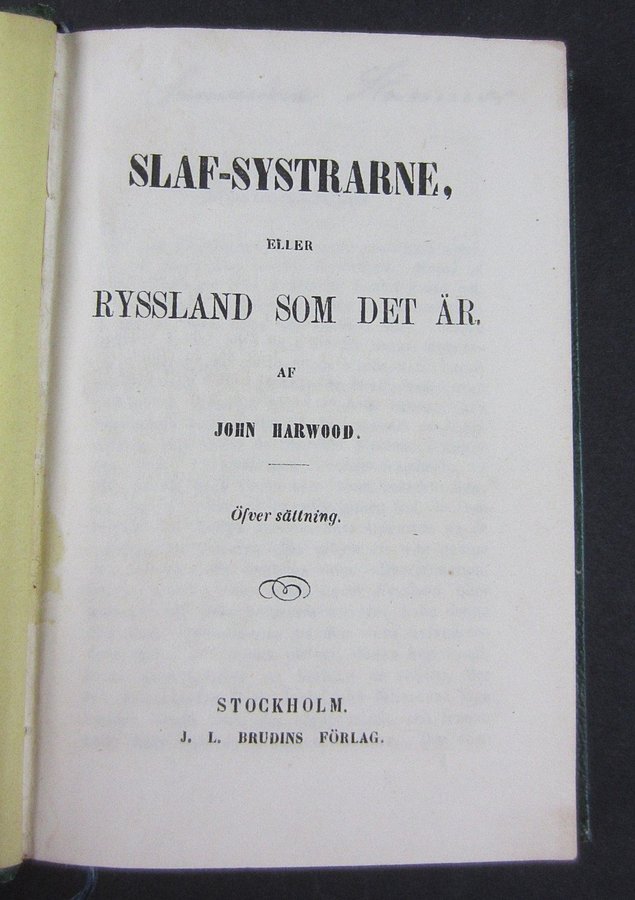 SLAF-SYSTRARNE,
ELLER
RYSSLAND SOM DET ÄR.
AF
JOHN HARWOOD.
Öfver sättning.
STOCKHOLM.
J. L. BRUDINS FÖRLAG.